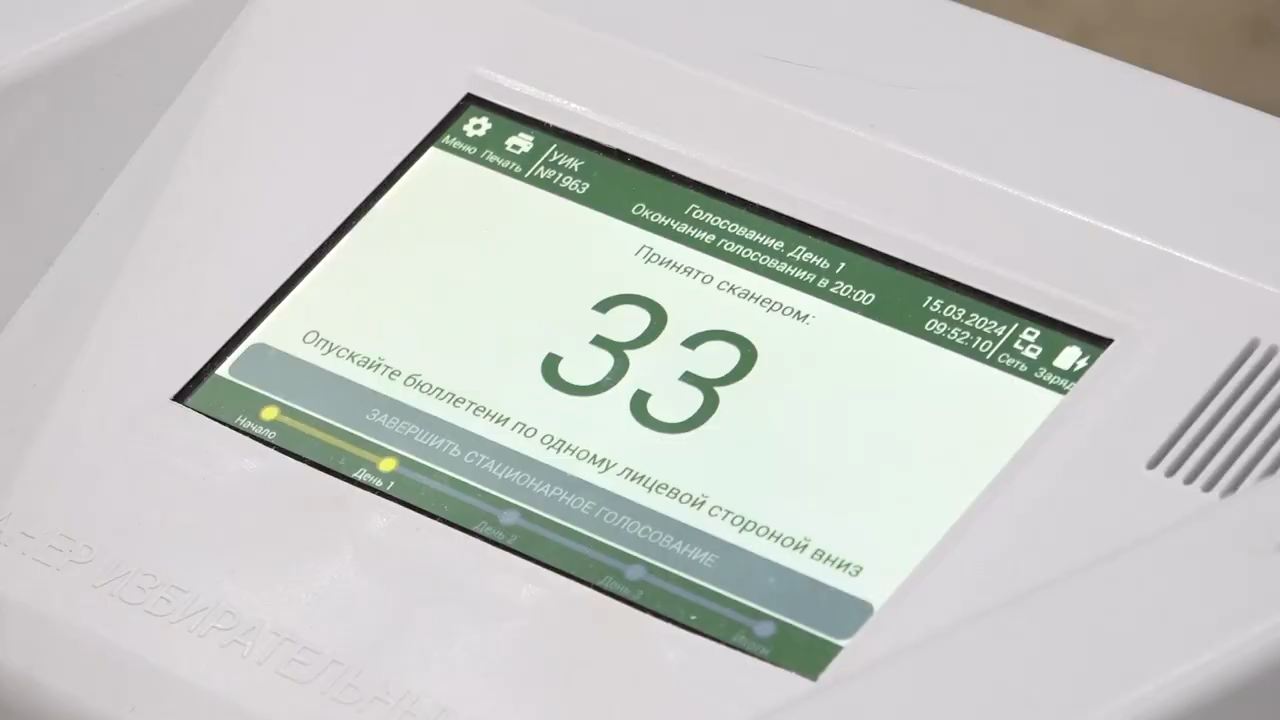 Меню
Печать
УИК
№1963
Голосование. День 1
Окончание голосования в 20:00
15.03.2024
09:52:10
Сеть
Заряд
Принято сканером:
33
Опускайте бюллетени по одному лицевой стороной вниз
ЗАВЕРШИТЬ СТАЦИОНАРНОЕ ГОЛОСОВАНИЕ
Начало
День 1
День 2
День 3
Итоги